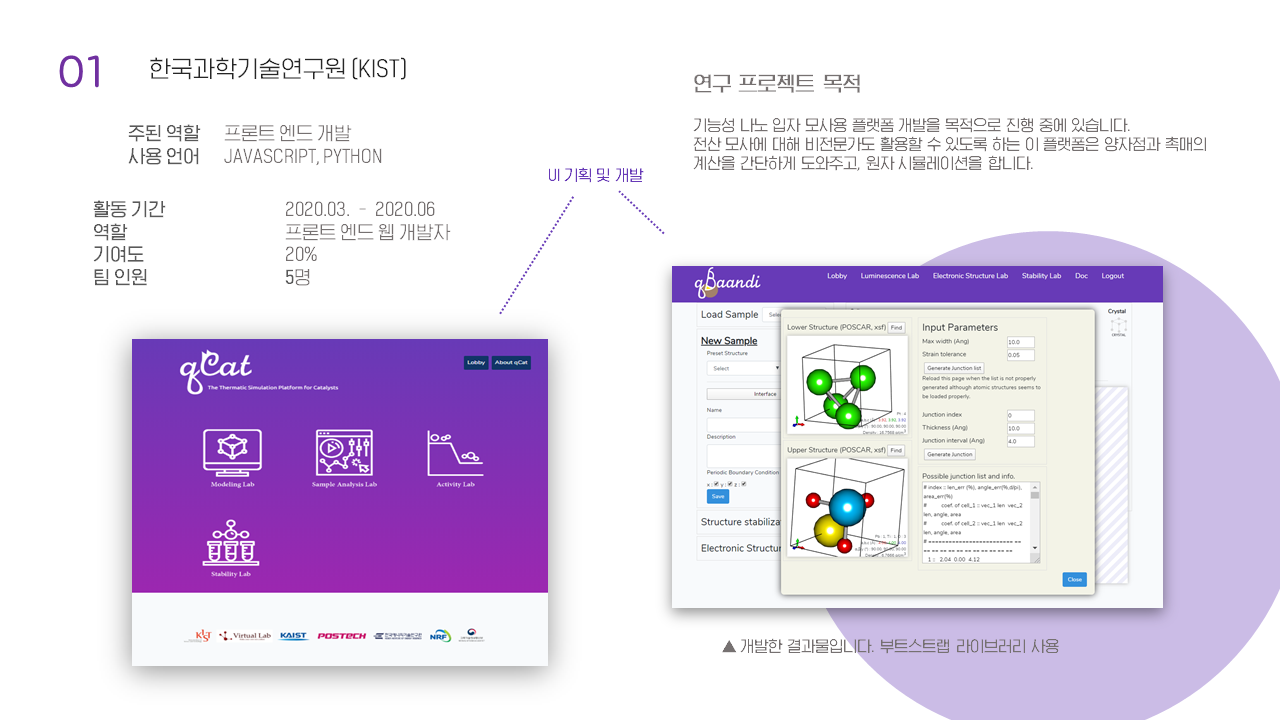 01
한국과학기술연구원 (KIST)
주된 역할 프론트 엔드 개발
사용 언어 JAVASCRIPT, PYTHON
활동 기간 2020.03. - 2020.06
역할 프론트 엔드 웹 개발자
기여도 20%
팀 인원 5명
연구 프로젝트 목적
기능성 나노 입자 모사용 플랫폼 개발을 목적으로 진행 중에 있습니다.
전산 모사에 대해 비전문가도 활용할 수 있도록 하는 이 플랫폼은 양자점과 촉매의
계산을 간단하게 도와주고, 원자 시뮬레이션을 합니다.
UI 기획 및 개발
qCat
The Thermatic Simulation Platform for Catalysts
Lobby About qCat
Modeling Lab Sample Analysis Lab Activity Lab
Stability Lab
KIST Virtual Lab KAIST POSTECH NRF
qBaandi
Lobby Luminescence Lab Electronic Structure Lab Stability Lab Doc Logout
Load Sample
New Sample
Preset Structure
Select
Interface
Name
Description
Periodic Boundary Condition
x : y : z :
Save
Structure stabiliza
Electronic Structur
Crystal
CRYSTAL
Lower Structure (POSCAR, xsf) Find
Upper Structure (POSCAR, xsf) Find
Input Parameters
Max width (Ang) 10.0
Strain tolerance 0.05
Generate Junction list
Reload this page when the list is not properly
generated although atomic structures seems to
be loaded properly.
Junction index 0
Thickness (Ang) 10.0
Junction interval (Ang) 4.0
Generate Junction
Possible junction list and info.
# index :: len_err (%), angle_err(%,d/pi),
area_err(%)
# coef. of cell_1 :: vec_1 len vec_2
len, angle, area
# coef. of cell_2 :: vec_1 len vec_2
len, angle, area
1 : 2.04 0.00 4.12
Close
▲ 개발한 결과물입니다. 부트스트랩 라이브러리 사용